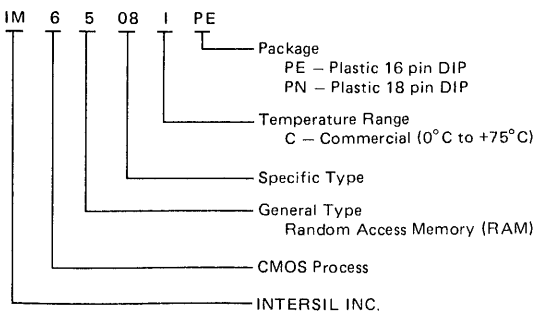 IM 6 5 08 I PE
Package
PE – Plastic 16 pin DIP
PN – Plastic 18 pin DIP
Temperature Range
C – Commercial (0°C to +75°C)
Specific Type
General Type
Random Access Memory (RAM)
CMOS Process
INTERSIL INC.